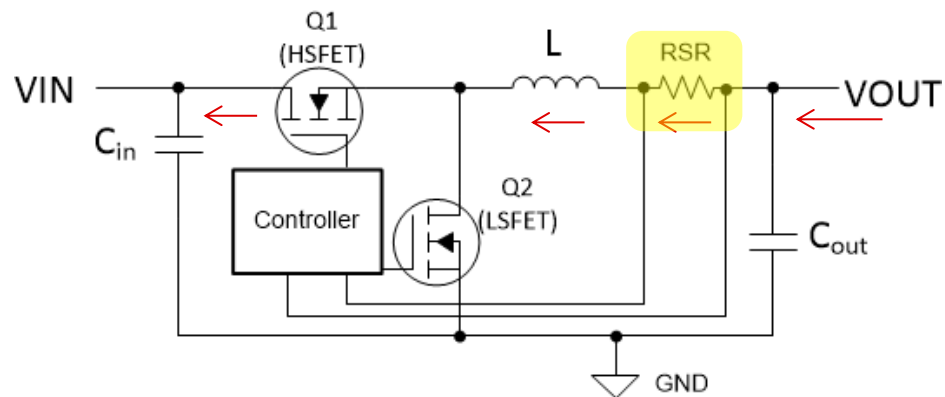 Q1
(HSFET)
L
RSR
VIN
VOUT
Cin
Q2
(LSFET)
Controller
Cout
GND